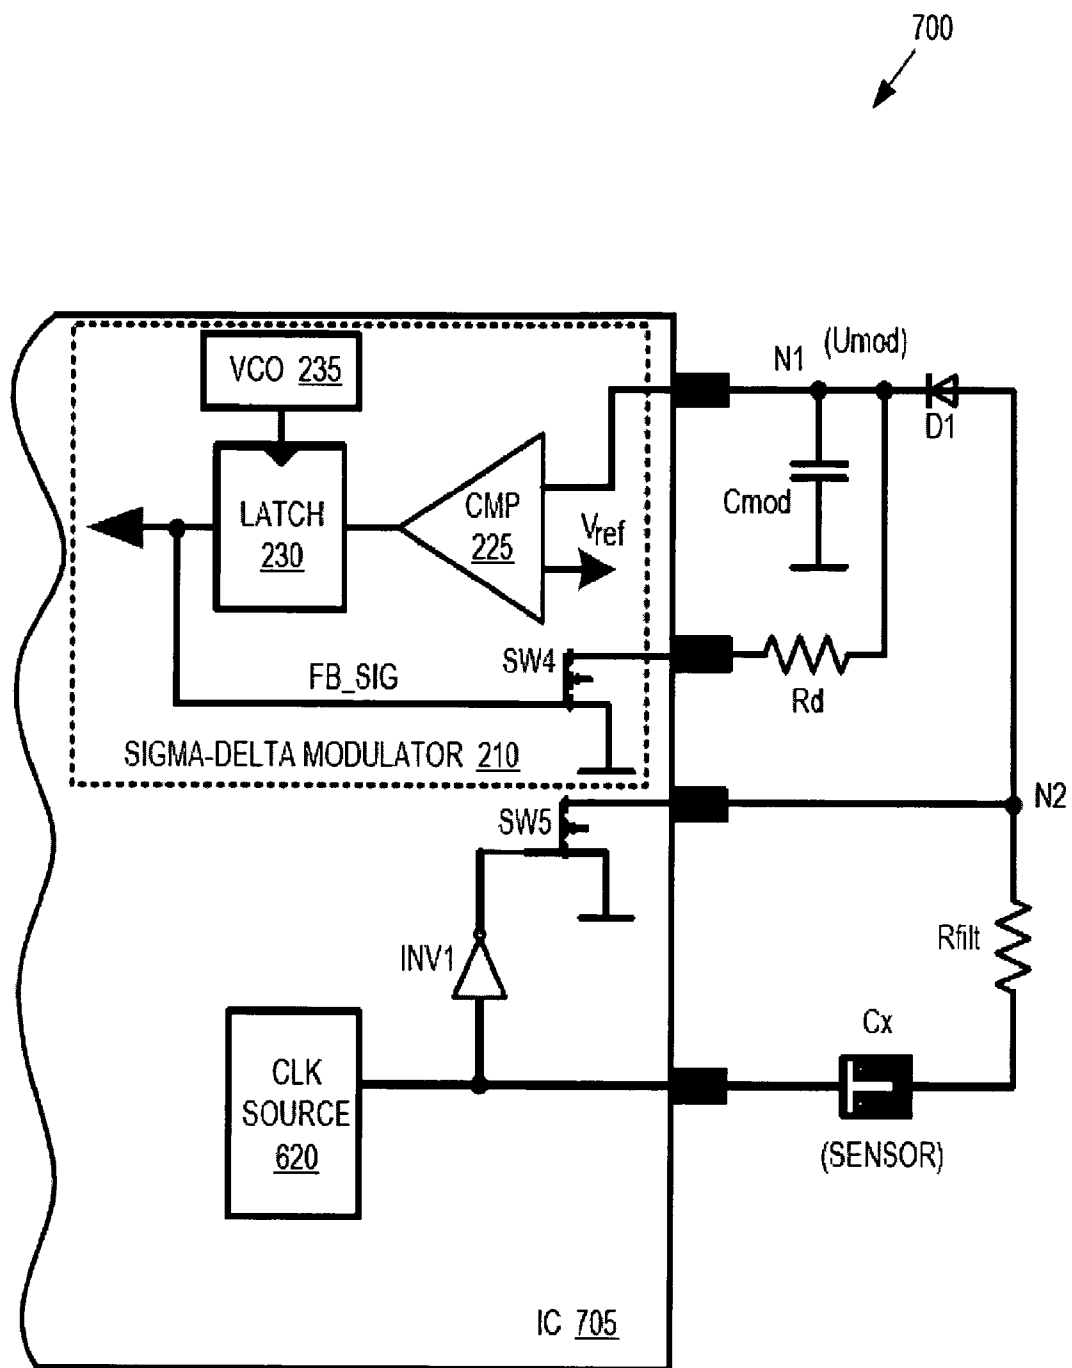 700
VCO 235
N1
(Umod)
D1
LATCH
230
CMP
225
Vref
Cmod
SW4
FB_SIG
Rd
SIGMA-DELTA MODULATOR 210
N2
SW5
INV1
Rfilt
Cx
CLK
SOURCE
620
(SENSOR)
IC 705